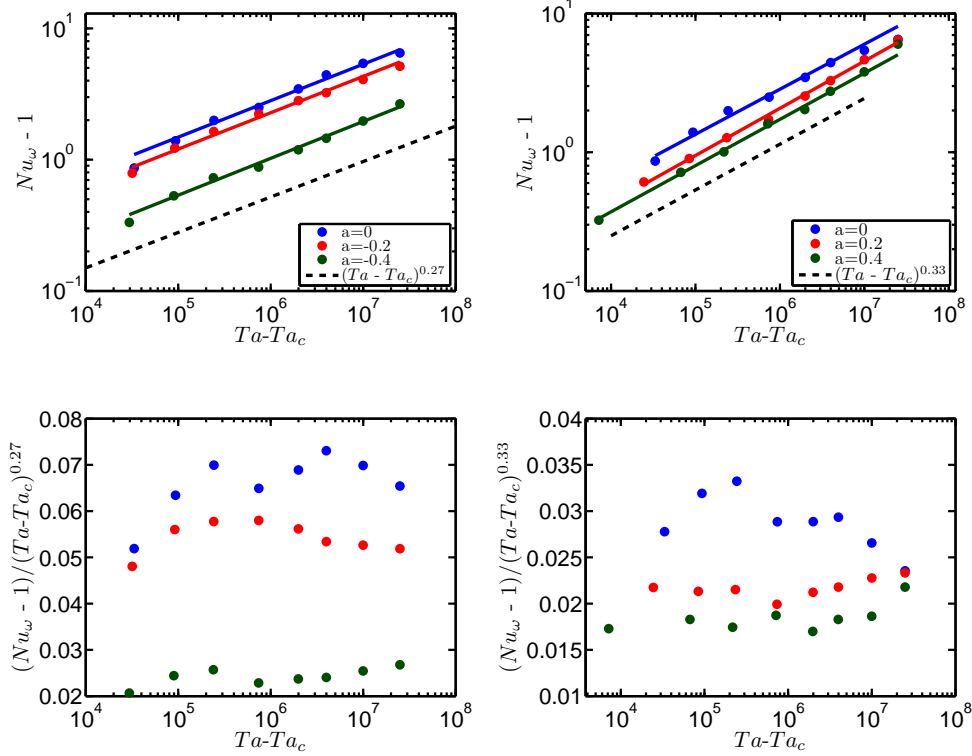 10^1
10^0
10^{-1}
Nu_ω - 1
a=0
a=-0.2
a=-0.4
(Ta - Ta_c)^{0.27}
10^4 10^5 10^6 10^7 10^8
Ta-Ta_c
10^1
10^0
10^{-1}
Nu_ω - 1
a=0
a=0.2
a=0.4
(Ta - Ta_c)^{0.33}
10^4 10^5 10^6 10^7 10^8
Ta-Ta_c
0.08
0.07
0.06
0.05
0.04
0.03
0.02
(Nu_ω - 1)/(Ta-Ta_c)^{0.27}
10^4 10^5 10^6 10^7 10^8
Ta-Ta_c
0.04
0.035
0.03
0.025
0.02
0.015
0.01
(Nu_ω - 1)/(Ta-Ta_c)^{0.33}
10^4 10^5 10^6 10^7 10^8
Ta-Ta_c